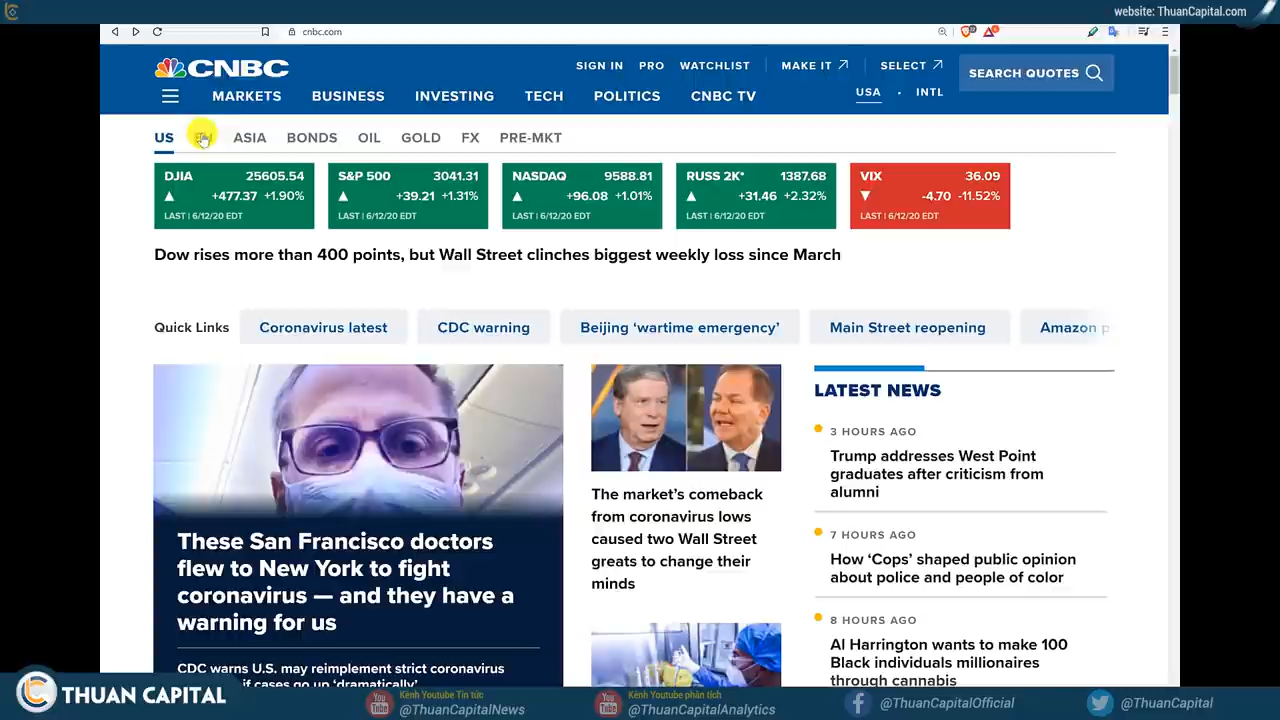 website: ThuanCapital.com
cnbc.com
CNBC
SIGN IN PRO WATCHLIST MAKE IT SELECT
SEARCH QUOTES
USA • INTL
MARKETS BUSINESS INVESTING TECH POLITICS CNBC TV
US ASIA BONDS OIL GOLD FX PRE-MKT
DJIA 25605.54
▲ +477.37 +1.90%
LAST | 6/12/20 EDT
S&P 500 3041.31
▲ +39.21 +1.31%
LAST | 6/12/20 EDT
NASDAQ 9588.81
▲ +96.08 +1.01%
LAST | 6/12/20 EDT
RUSS 2K* 1387.68
▲ +31.46 +2.32%
LAST | 6/12/20 EDT
VIX 36.09
▼ -4.70 -11.52%
LAST | 6/12/20 EDT
Dow rises more than 400 points, but Wall Street clinches biggest weekly loss since March
Quick Links Coronavirus latest CDC warning Beijing ‘wartime emergency’ Main Street reopening Amazon
These San Francisco doctors
flew to New York to fight
coronavirus — and they have a
warning for us
CDC warns U.S. may reimplement strict coronavirus
if cases go up ‘dramatically’
The market’s comeback
from coronavirus lows
caused two Wall Street
greats to change their
minds
LATEST NEWS
3 HOURS AGO
Trump addresses West Point
graduates after criticism from
alumni
7 HOURS AGO
How ‘Cops’ shaped public opinion
about police and people of color
8 HOURS AGO
Al Harrington wants to make 100
Black individuals millionaires
through cannabis
THUAN CAPITAL
You Tube
Kênh Youtube Tin tức
@ThuanCapitalNews
You Tube
Kênh Youtube phân tích
@ThuanCapitalAnalytics
@ThuanCapitalOfficial
@ThuanCapital